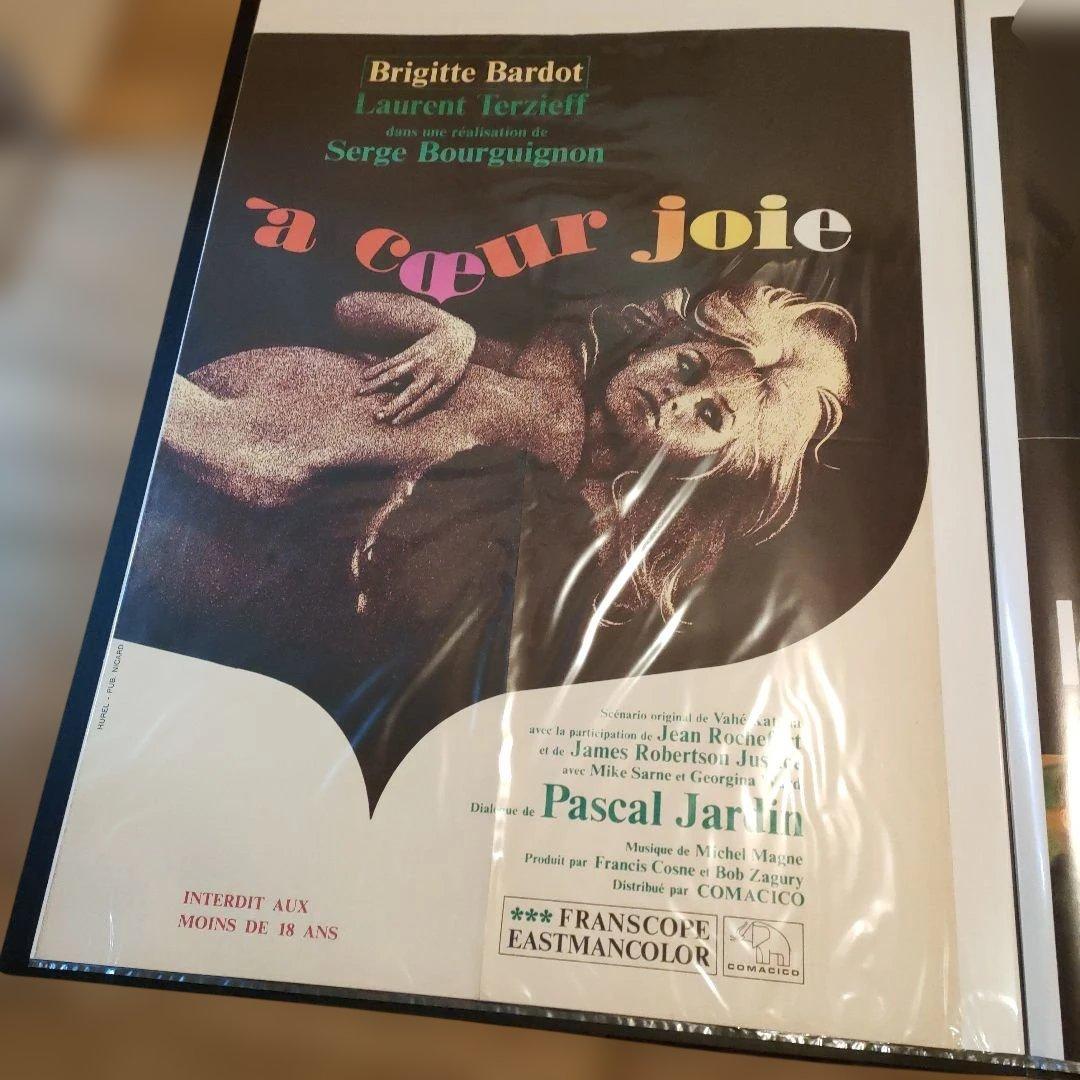 Brigitte Bardot
Laurent Terzieff
dans une réalisation de
Serge Bourguignon
à cœur joie
HUREL - PUB. NICARD
Scénario original de Vahé
avec la participation de Jean
et de James Robertson
avec Mike Sarne et Georgina
Dialogue de Pascal Jardin
Musique de Michel Magne
Produit par Francis Cosne et Bob Zagury
Distribué par COMACICO
INTERDIT AUX
MOINS DE 18 ANS
*** FRANSCOPE
EASTMANCOLOR
COMACICO